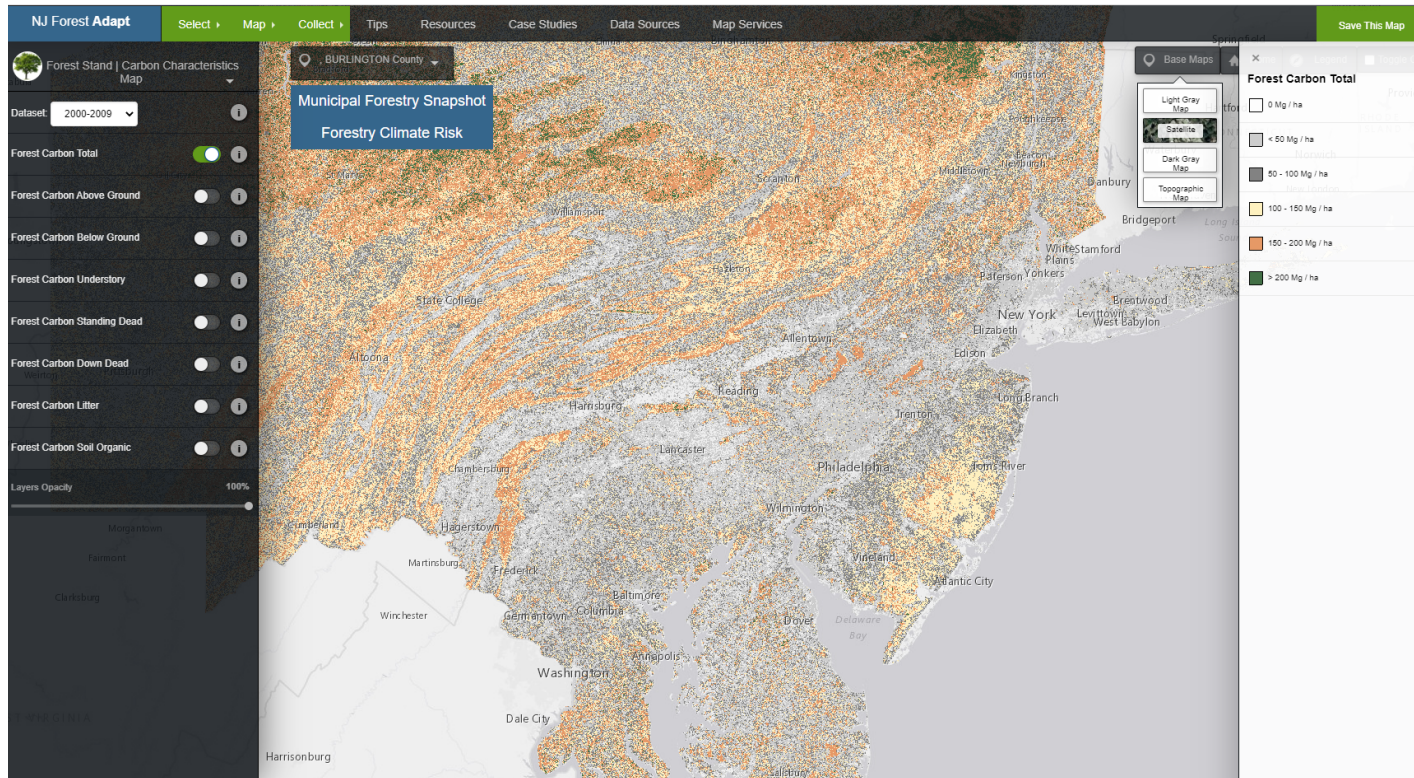 NJ Forest Adapt
Select
Map
Collect
Tips
Resources
Case Studies
Data Sources
Map Services
Save This Map
Forest Stand | Carbon Characteristics
Map
Dataset:
2000-2009
Forest Carbon Total
Forest Carbon Above Ground
Forest Carbon Below Ground
Forest Carbon Understory
Forest Carbon Standing Dead
Forest Carbon Down Dead
Forest Carbon Litter
Forest Carbon Soil Organic
Layers Opacity
100%
, BURLINGTON County
Municipal Forestry Snapshot
Forestry Climate Risk
Base Maps
Light Gray
Map
Satellite
Dark Gray
Map
Topographic
Map
×
Forest Carbon Total
0 Mg / ha
< 50 Mg / ha
50 - 100 Mg / ha
100 - 150 Mg / ha
150 - 200 Mg / ha
> 200 Mg / ha
Springfield
Kingston
Poughkeepsie
Beacon
Newburgh
Middletown
Danbury
Bridgeport
Scranton
St. Marys
Williamsport
Hazleton
White
Plains
Stamford
Paterson
Yonkers
State College
New York
Brentwood
Levittown
West Babylon
Elizabeth
Allentown
Edison
Altoona
Reading
Long Branch
Harrisburg
Trenton
Lancaster
Philadelphia
Toms River
Chambersburg
Wilmington
Cumberland
Hagerstown
Morgantown
Fairmont
Martinsburg
Frederick
Vineland
Atlantic City
Clarksburg
Baltimore
Winchester
Germantown
Columbia
Dover
Delaware
Bay
Annapolis
Washington
Dale City
Harrisonburg
Salisbury